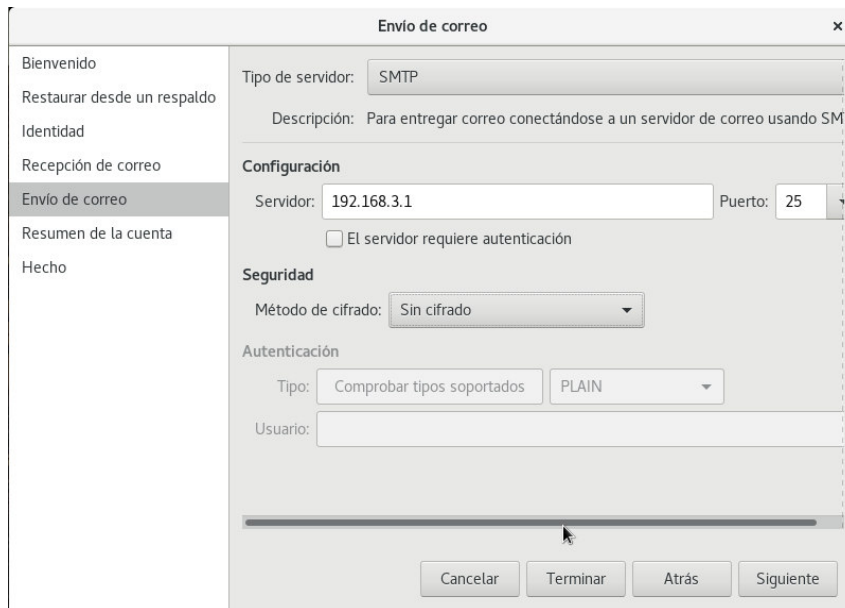 Envío de correo
Bienvenido
Restaurar desde un respaldo
Identidad
Recepción de correo
Envío de correo
Resumen de la cuenta
Hecho
Tipo de servidor: SMTP
Descripción: Para entregar correo conectándose a un servidor de correo usando SM
Configuración
Servidor: 192.168.3.1 Puerto: 25
El servidor requiere autenticación
Seguridad
Método de cifrado: Sin cifrado
Autenticación
Tipo: Comprobar tipos soportados PLAIN
Usuario:
Cancelar Terminar Atrás Siguiente